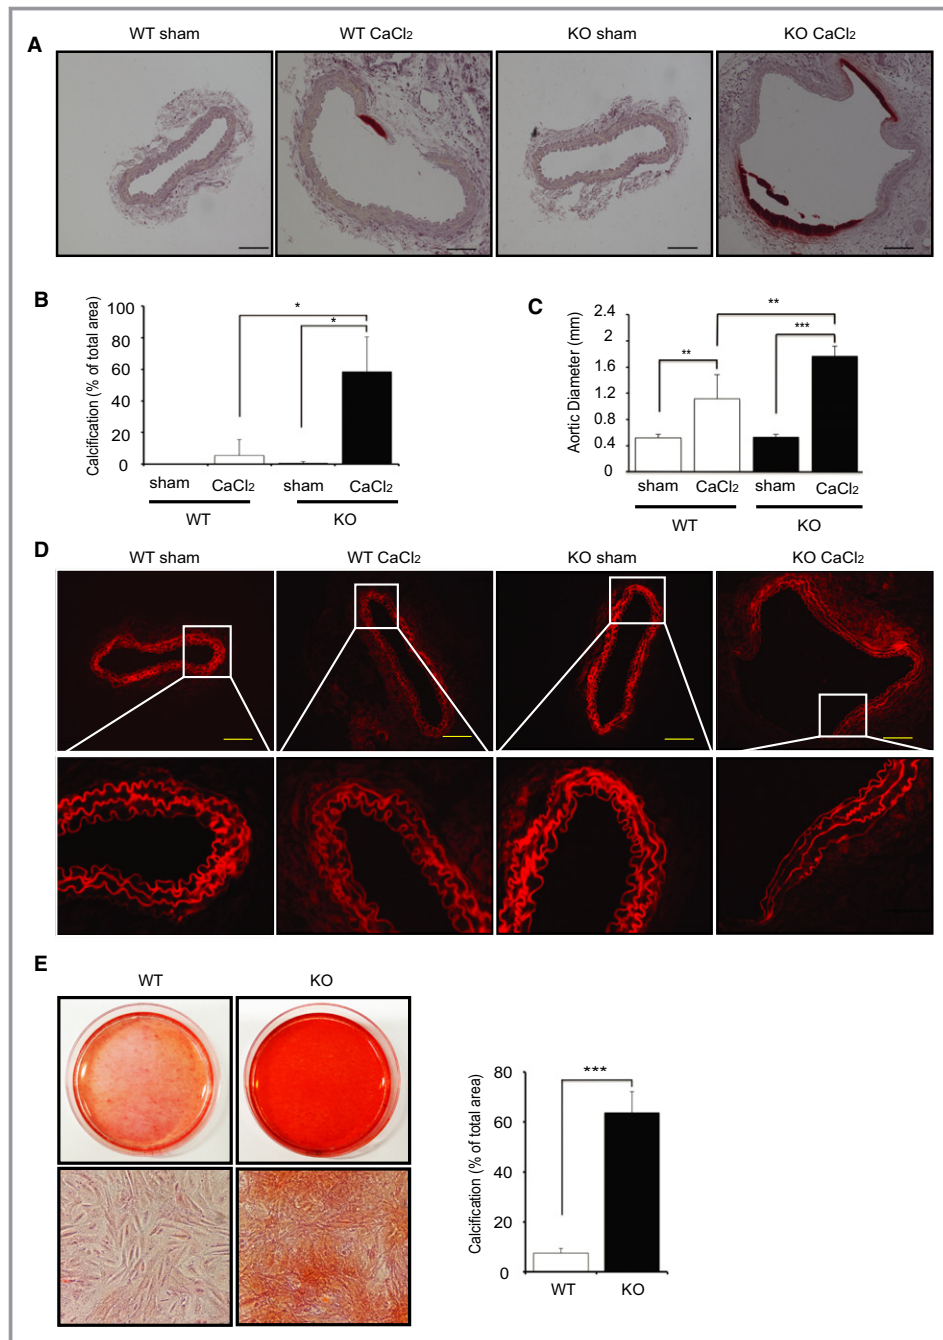 A
WT sham
WT CaCl2
KO sham
KO CaCl2
B
Calcification (% of total area)
100
80
60
40
20
0
*
*
sham
CaCl2
sham
CaCl2
WT
KO
C
Aortic Diameter (mm)
2.4
2
1.6
1.2
0.8
0.4
0
**
**
***
sham
CaCl2
sham
CaCl2
WT
KO
D
WT sham
WT CaCl2
KO sham
KO CaCl2
E
WT
KO
Calcification (% of total area)
80
60
40
20
0
***
WT
KO